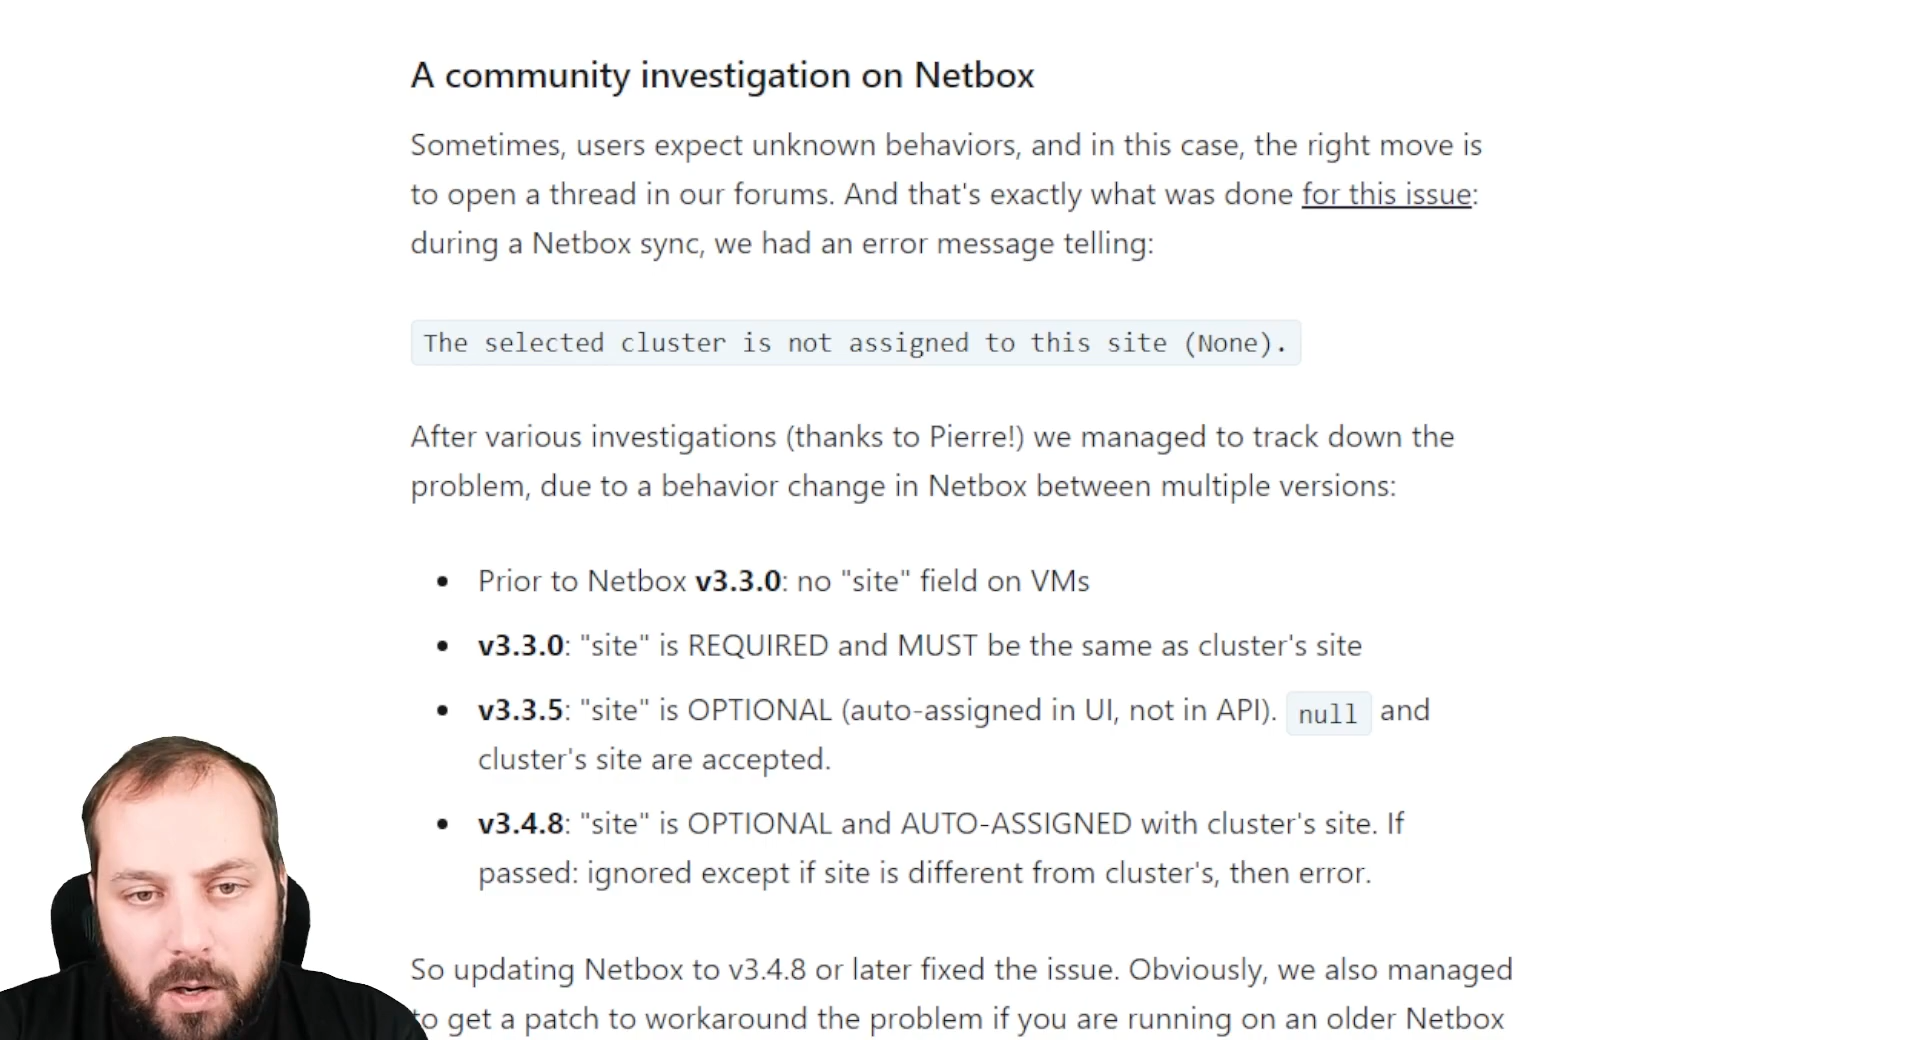 A community investigation on Netbox
Sometimes, users expect unknown behaviors, and in this case, the right move is
to open a thread in our forums. And that's exactly what was done for this issue:
during a Netbox sync, we had an error message telling:
The selected cluster is not assigned to this site (None).
After various investigations (thanks to Pierre!) we managed to track down the
problem, due to a behavior change in Netbox between multiple versions:
• Prior to Netbox v3.3.0: no "site" field on VMs
• v3.3.0: "site" is REQUIRED and MUST be the same as cluster's site
• v3.3.5: "site" is OPTIONAL (auto-assigned in UI, not in API). null and
cluster's site are accepted.
• v3.4.8: "site" is OPTIONAL and AUTO-ASSIGNED with cluster's site. If
passed: ignored except if site is different from cluster's, then error.
So updating Netbox to v3.4.8 or later fixed the issue. Obviously, we also managed
to get a patch to workaround the problem if you are running on an older Netbox